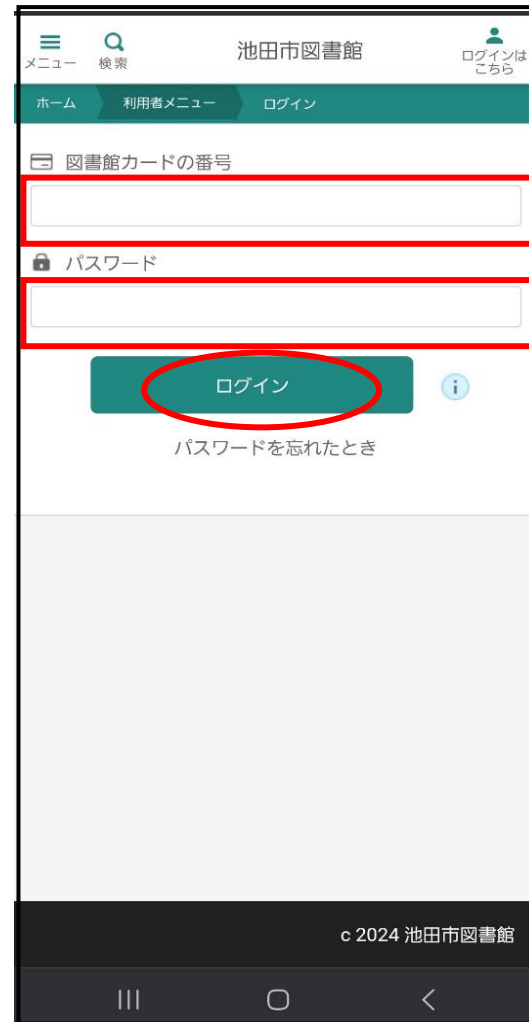 メニュー 検索 池田市図書館 ログインは
こちら
ホーム 利用者メニュー ログイン
図書館カードの番号
パスワード
ログイン i
パスワードを忘れたとき
c 2024 池田市図書館